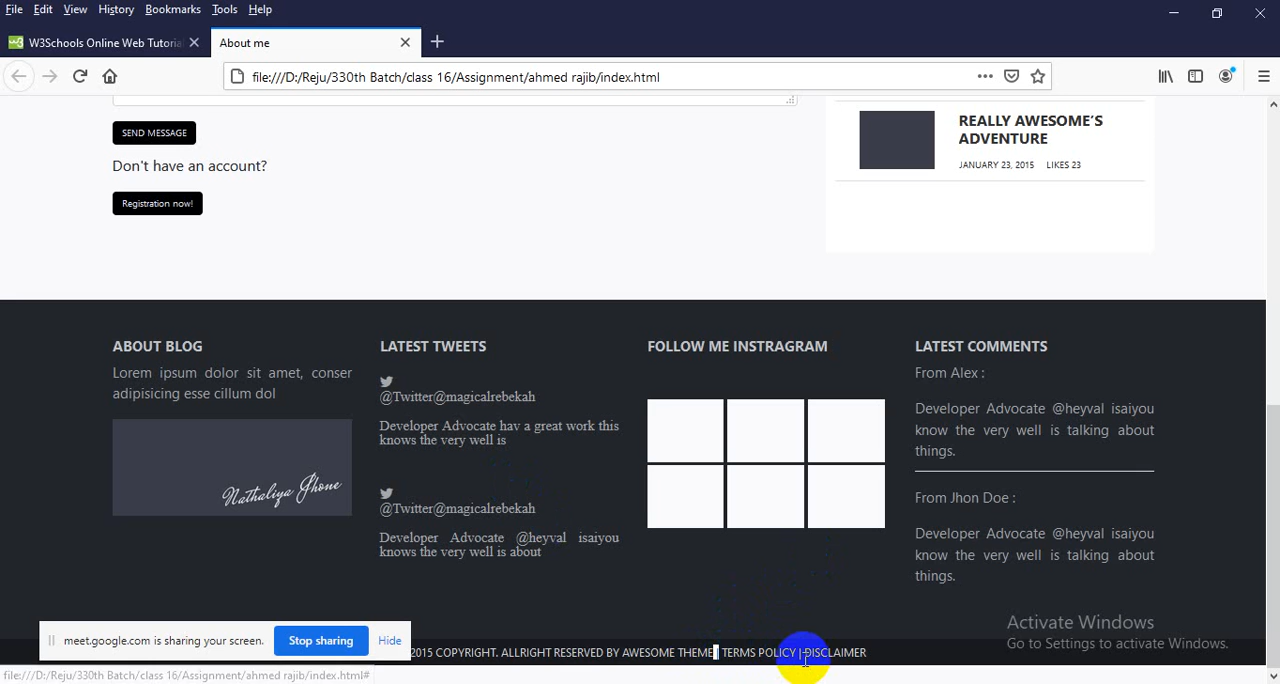 File Edit View History Bookmarks Tools Help
W3Schools Online Web Tutoria
About me
file:///D:/Reju/330th Batch/class 16/Assignment/ahmed rajib/index.html
SEND MESSAGE
Don't have an account?
Registration now!
REALLY AWESOME'S
ADVENTURE
JANUARY 23, 2015 LIKES 23
ABOUT BLOG
Lorem ipsum dolor sit amet, conser
adipisicing esse cillum dol
Nathaliya Jhone
LATEST TWEETS
@Twitter@magicalrebekah
Developer Advocate hav a great work this
knows the very well is
@Twitter@magicalrebekah
Developer Advocate @heyval isaiyou
knows the very well is about
FOLLOW ME INSTRAGRAM
LATEST COMMENTS
From Alex :
Developer Advocate @heyval isaiyou
know the very well is talking about
things.
From Jhon Doe :
Developer Advocate @heyval isaiyou
know the very well is talking about
things.
Activate Windows
Go to Settings to activate Windows.
meet.google.com is sharing your screen. Stop sharing Hide
2015 COPYRIGHT. ALLRIGHT RESERVED BY AWESOME THEME | TERMS POLICY | DISCLAIMER
file:///D:/Reju/330th Batch/class 16/Assignment/ahmed rajib/index.html#